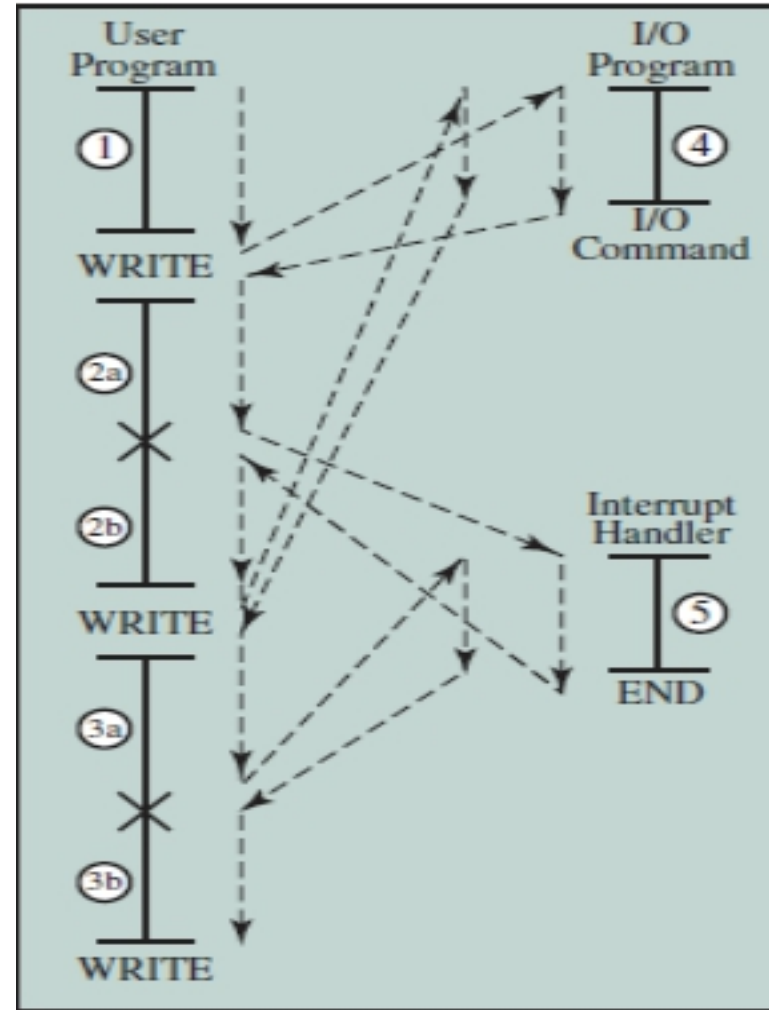 User
Program
1
WRITE
2a
2b
WRITE
3a
3b
WRITE
I/O
Program
4
I/O
Command
Interrupt
Handler
5
END